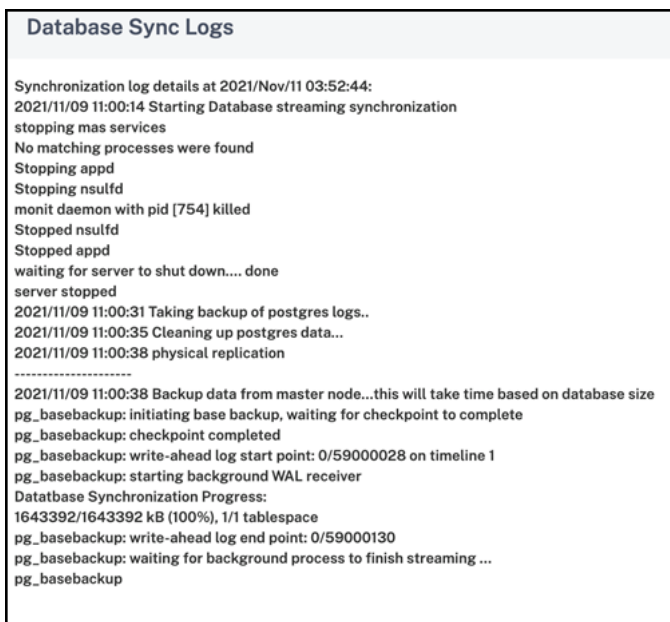 Database Sync Logs
Synchronization log details at 2021/Nov/11 03:52:44:
2021/11/09 11:00:14 Starting Database streaming synchronization
stopping mas services
No matching processes were found
Stopping appd
Stopping nsulfd
monit daemon with pid [754] killed
Stopped nsulfd
Stopped appd
waiting for server to shut down.... done
server stopped
2021/11/09 11:00:31 Taking backup of postgres logs..
2021/11/09 11:00:35 Cleaning up postgres data...
2021/11/09 11:00:38 physical replication
---------------------
2021/11/09 11:00:38 Backup data from master node...this will take time based on database size
pg_basebackup: initiating base backup, waiting for checkpoint to complete
pg_basebackup: checkpoint completed
pg_basebackup: write-ahead log start point: 0/59000028 on timeline 1
pg_basebackup: starting background WAL receiver
Datatbase Synchronization Progress:
1643392/1643392 kB (100%), 1/1 tablespace
pg_basebackup: write-ahead log end point: 0/59000130
pg_basebackup: waiting for background process to finish streaming ...
pg_basebackup